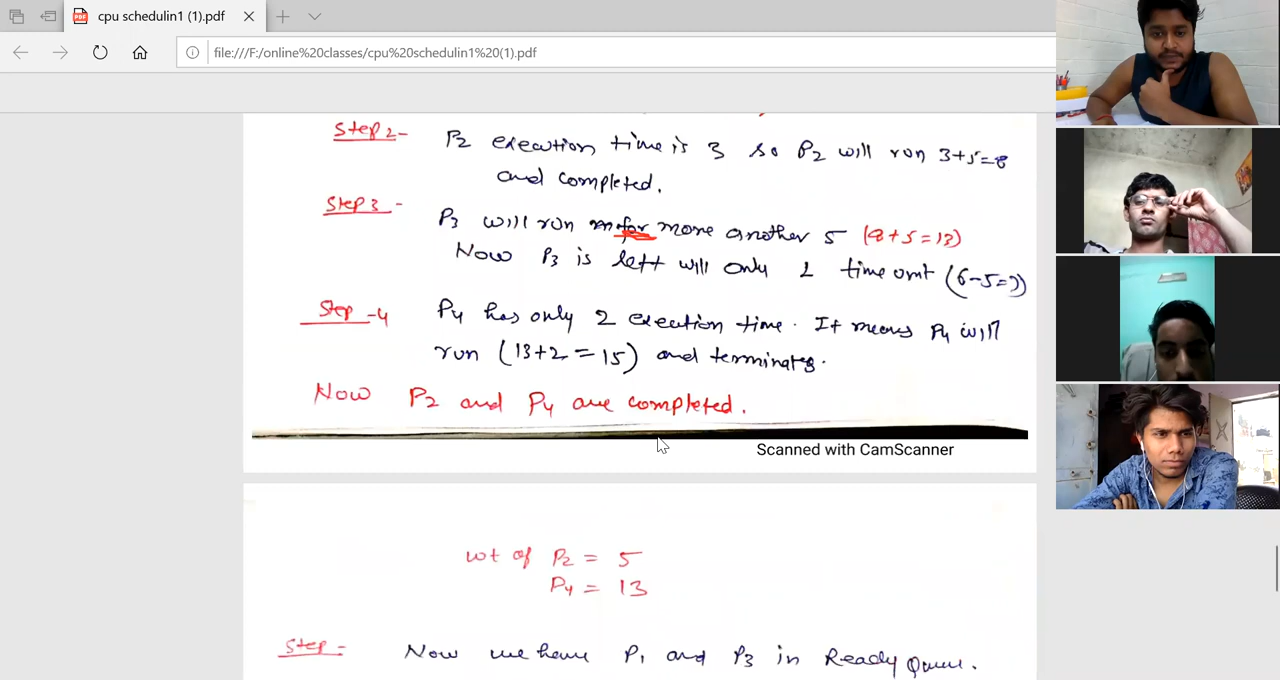 cpu schedulin1 (1).pdf
file:///F:/online%20classes/cpu%20schedulin1%20(1).pdf
Step 2-
P2 execution time is 3 so P2 will run 3+5=8
and completed.
Step 3 -
P3 will run more another 5 (8+5=13)
Now P3 is left will only 1 time unit (6-5=1)
Step -4
P4 has only 2 execution time. It means P4 will
run (13+2=15) and terminates.
Now P2 and P4 are completed.
Scanned with CamScanner
wt of P2 = 5
P4 = 13
Step -
Now we have P1 and P3 in Ready Queue.